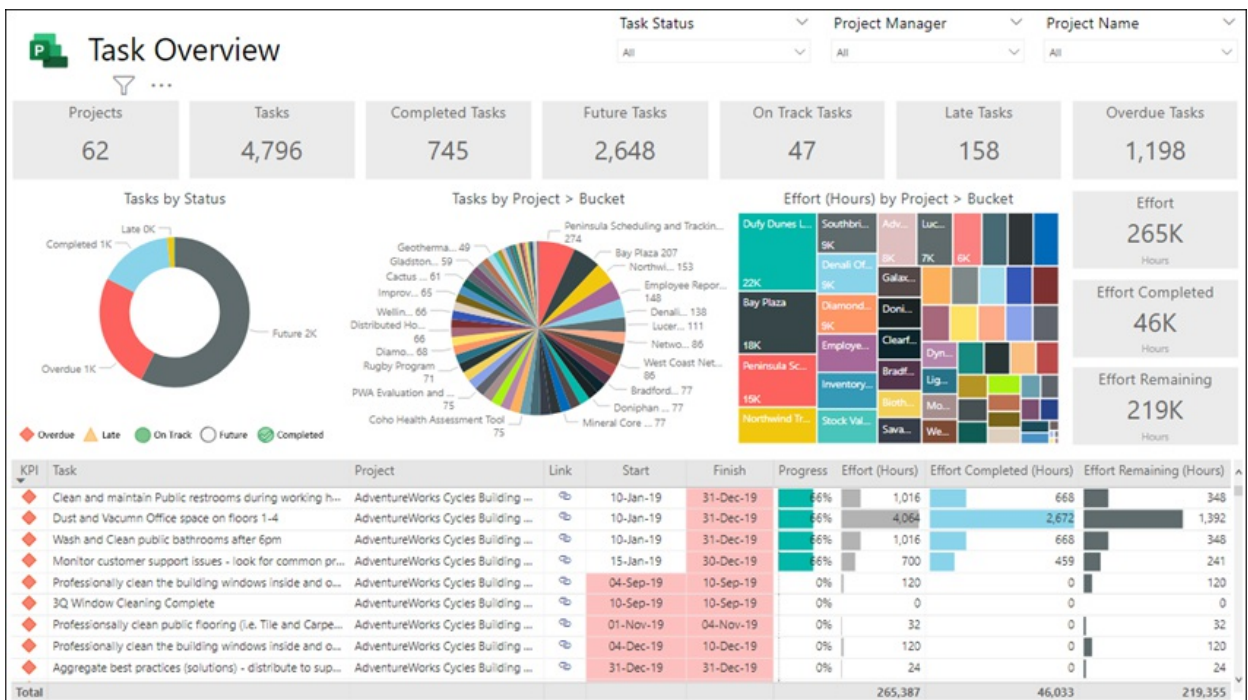 Task Overview
Task Status
Project Manager
Project Name
All
All
All
Projects
62
Tasks
4,796
Completed Tasks
745
Future Tasks
2,648
On Track Tasks
47
Late Tasks
158
Overdue Tasks
1,198
Tasks by Status
Late 0K
Completed 1K
Future 2K
Overdue 1K
Overdue Late On Track Future Completed
Tasks by Project > Bucket
Peninsula Scheduling and Trackin...
274
Bay Plaza 207
Northwi... 153
Employee Repor...
148
Denali... 138
Lucer... 111
Netwo... 86
West Coast Net...
86
Bradford... 77
Doniphan ... 77
Mineral Core ... 77
Coho Health Assessment Tool
75
PWA Evaluation and ...
75
Rugby Program
71
Diamo... 68
Distributed Ho...
66
Wellin... 66
Improv... 65
Cactus ... 61
Gladston... 59
Geotherma... 49
Effort (Hours) by Project > Bucket
Dufy Dunes L...
22K
Bay Plaza
18K
Peninsula Sc...
15K
Northwind Tr...
Southbri...
9K
Denali Of...
9K
Diamond...
9K
Employe...
Inventory...
Stock Val...
Adv...
8K
Galax...
Doni...
Clearf...
Bradf...
Bioth...
Sava...
Luc...
7K
6K
Dyn...
Lig...
Mo...
We...
Effort
265K
Hours
Effort Completed
46K
Hours
Effort Remaining
219K
Hours
KPI Task Project Link Start Finish Progress Effort (Hours) Effort Completed (Hours) Effort Remaining (Hours)
Clean and maintain Public restrooms during working h... AdventureWorks Cycles Building ... 10-Jan-19 31-Dec-19 66% 1,016 668 348
Dust and Vacumn Office space on floors 1-4 AdventureWorks Cycles Building ... 10-Jan-19 31-Dec-19 66% 4,064 2,672 1,392
Wash and Clean public bathrooms after 6pm AdventureWorks Cycles Building ... 10-Jan-19 31-Dec-19 66% 1,016 668 348
Monitor customer support issues - look for common pr... AdventureWorks Cycles Building ... 15-Jan-19 30-Dec-19 66% 700 459 241
Professionally clean the building windows inside and o... AdventureWorks Cycles Building ... 04-Sep-19 10-Sep-19 0% 120 0 120
3Q Window Cleaning Complete AdventureWorks Cycles Building ... 10-Sep-19 10-Sep-19 0% 0 0 0
Professionsally clean public flooring (i.e. Tile and Carpe... AdventureWorks Cycles Building ... 01-Nov-19 04-Nov-19 0% 32 0 32
Professionally clean the building windows inside and o... AdventureWorks Cycles Building ... 04-Dec-19 10-Dec-19 0% 120 0 120
Aggregate best practices (solutions) - distribute to sup... AdventureWorks Cycles Building ... 31-Dec-19 31-Dec-19 0% 24 0 24
Total 265,387 46,033 219,355